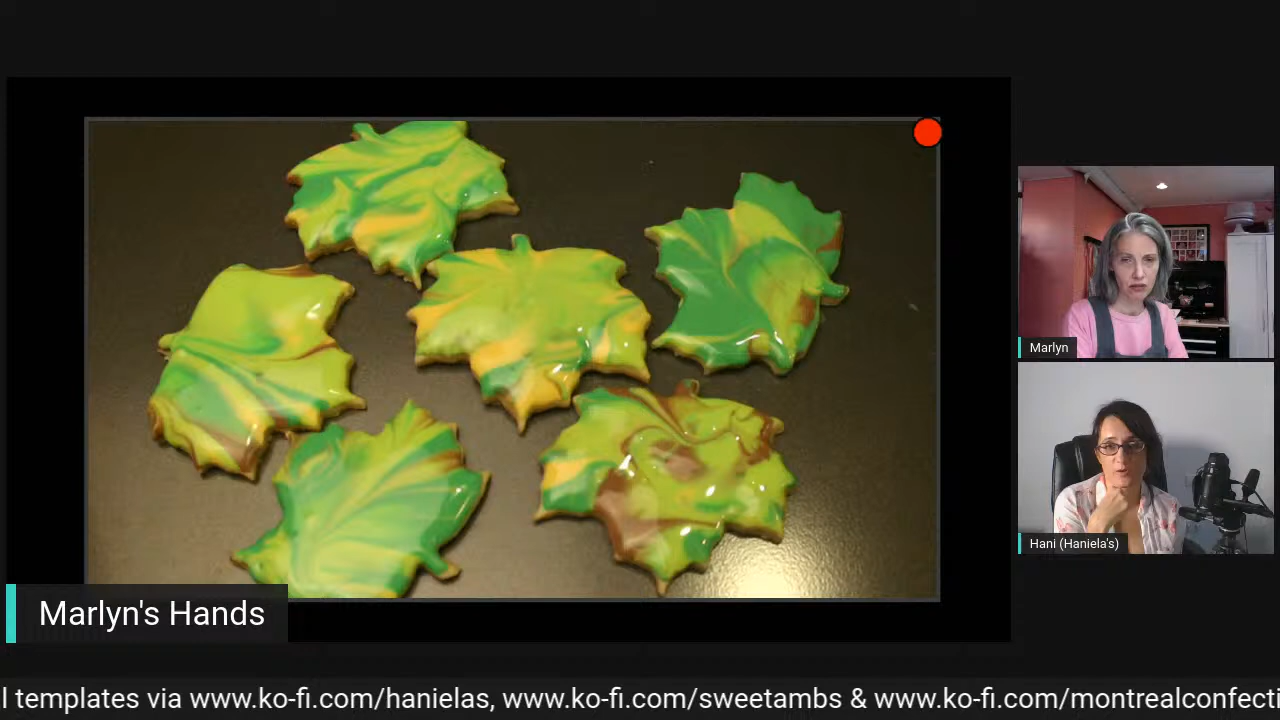 Marlyn
Hani (Haniela's)
Marlyn's Hands
l templates via www.ko-fi.com/hanielas, www.ko-fi.com/sweetambs & www.ko-fi.com/montrealconfecti